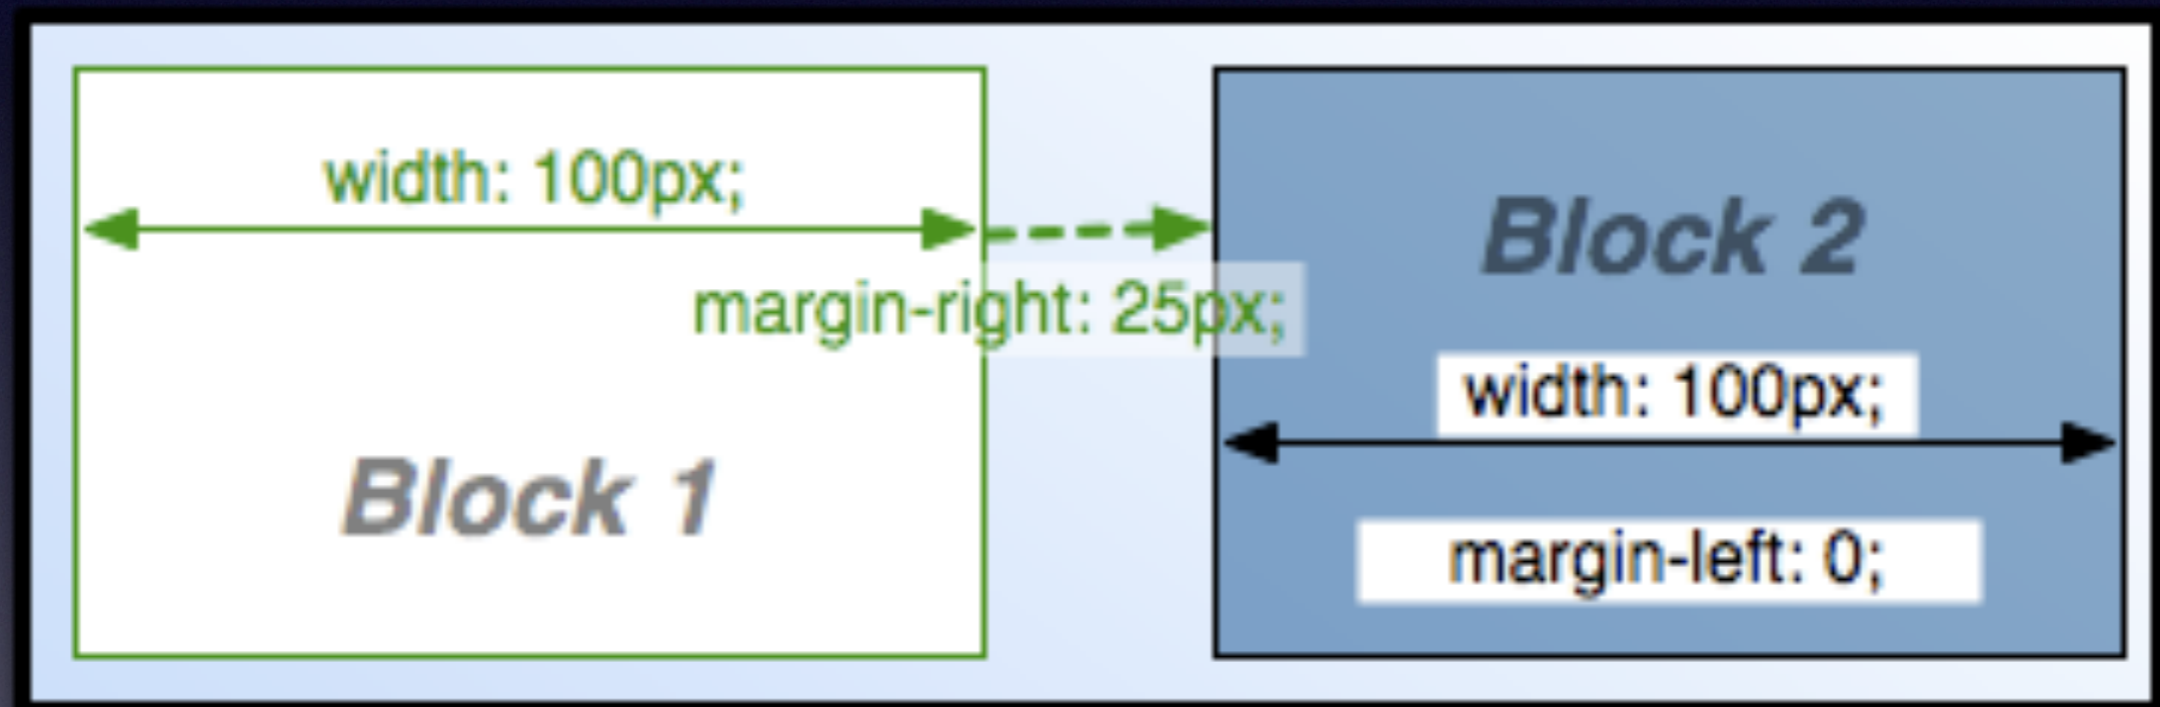 width: 100px;
margin-right: 25px;
Block 1
Block 2
width: 100px;
margin-left: 0;